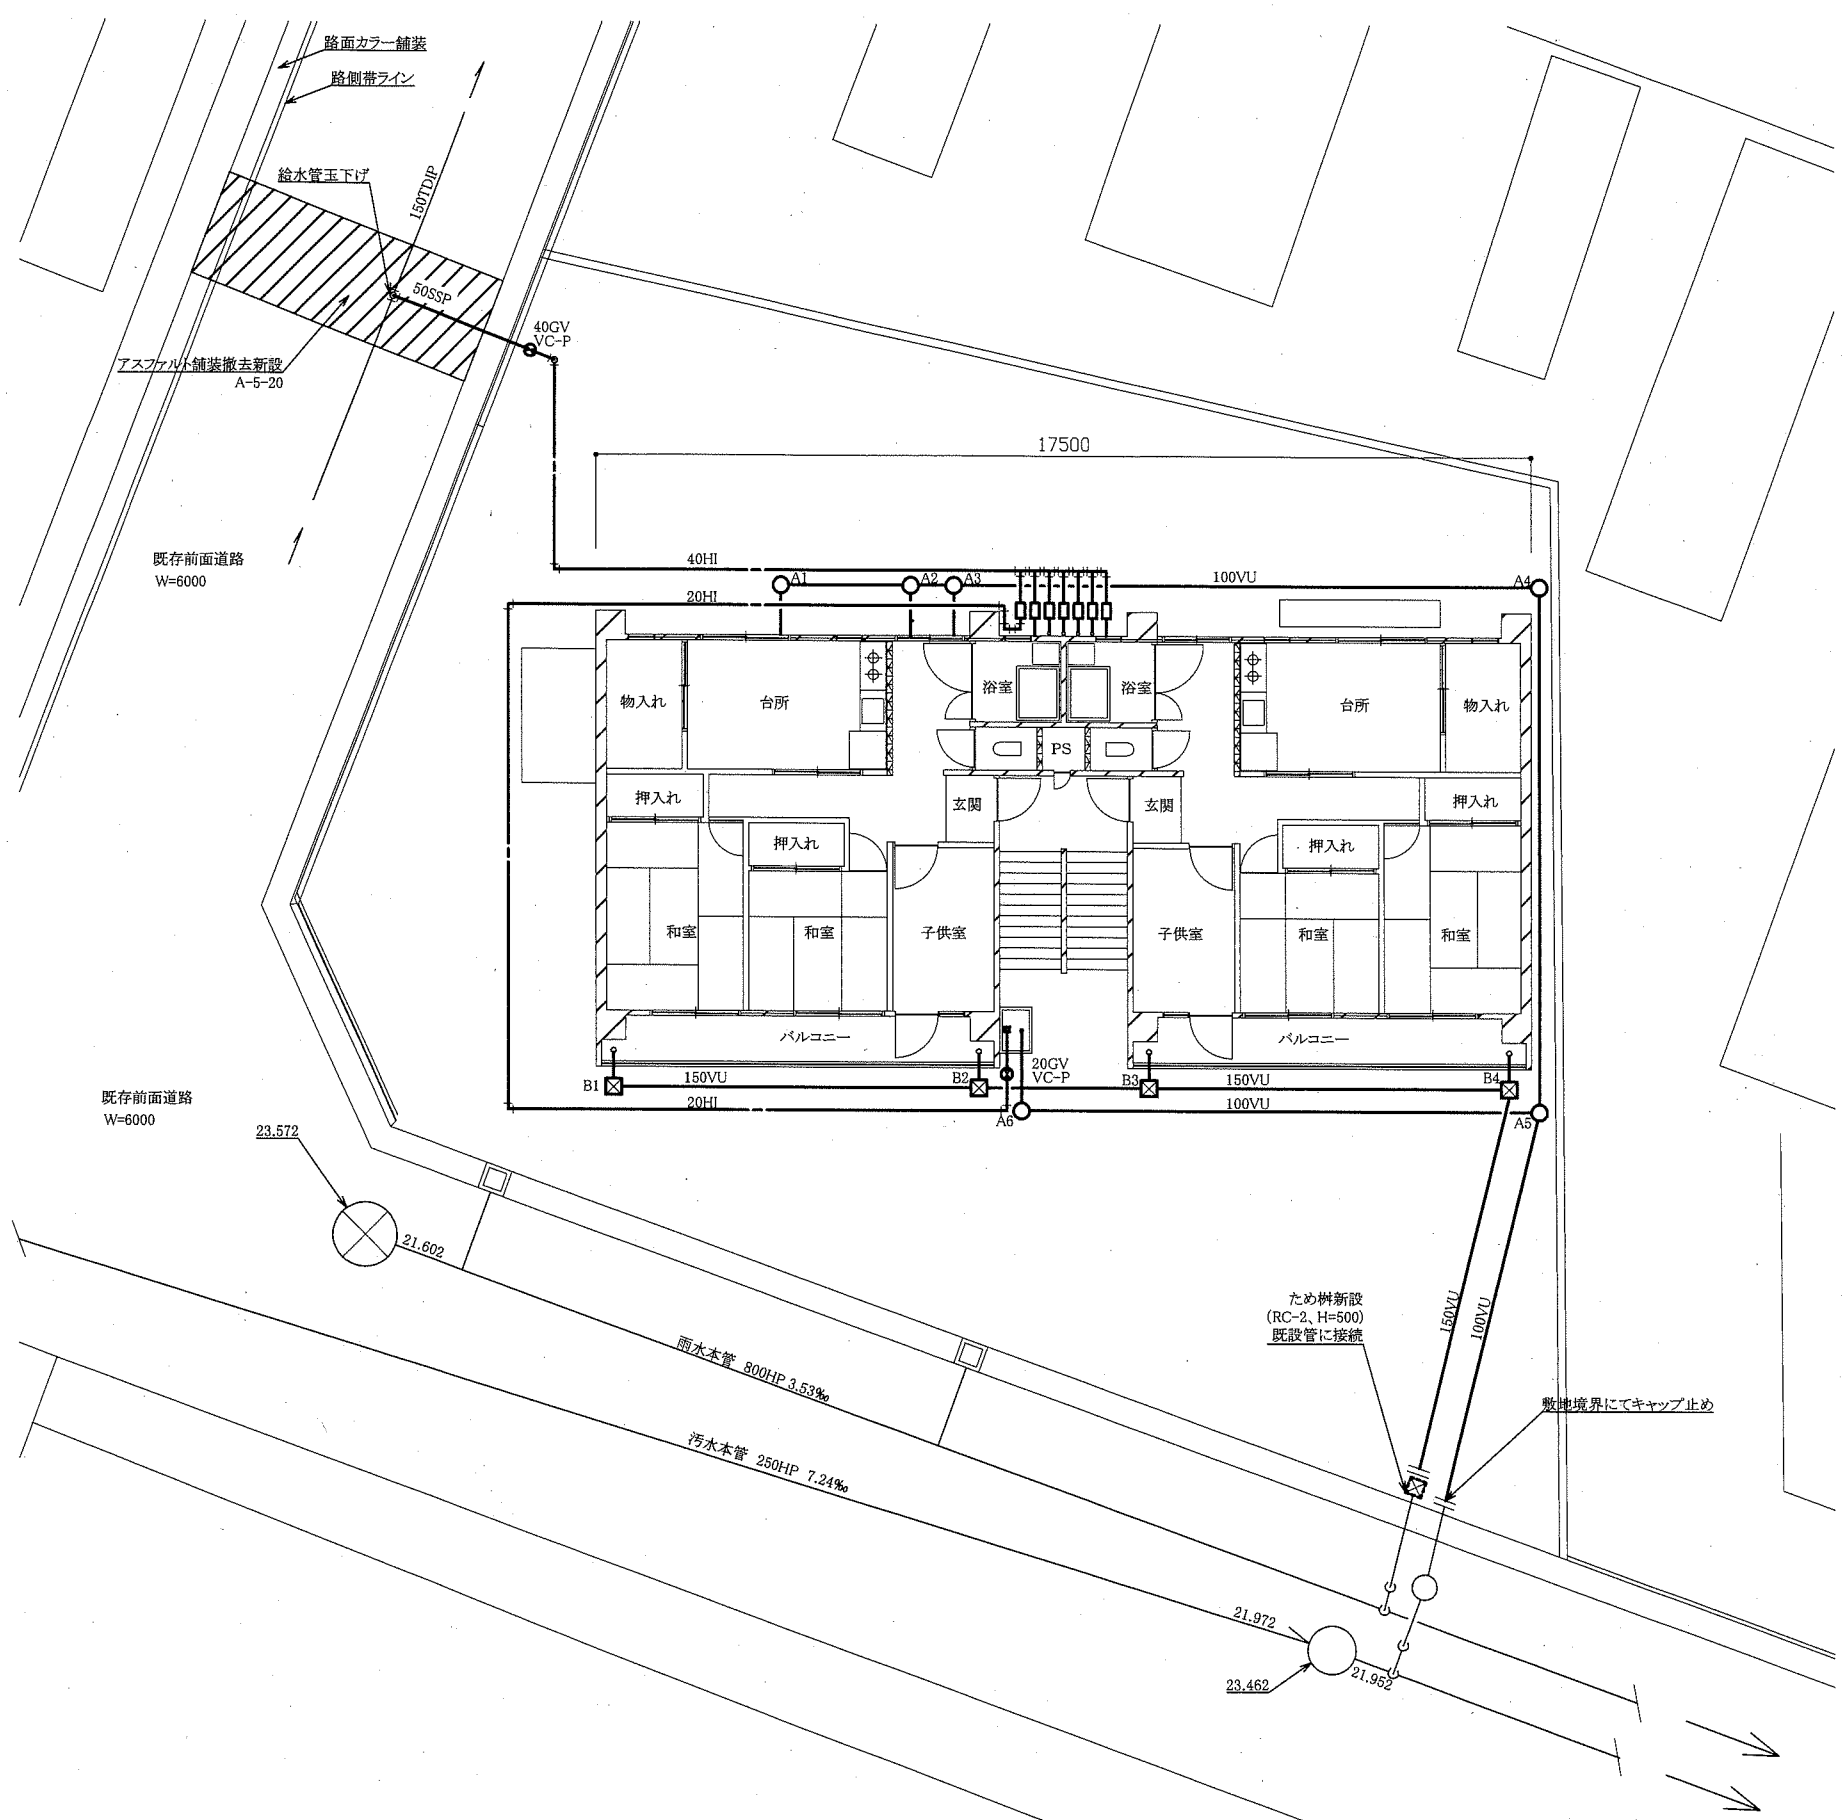 路面カラー舗装
路側帯ライン
給水管玉下げ
150TDIP
50SSP
40GV
VC-P
アスファルト舗装撤去新設
A-5-20
17500
既存前面道路
W=6000
40HI
A1
A2
A3
100VU
A4
20HI
物入れ
台所
浴室
浴室
台所
物入れ
PS
押入れ
玄関
玄関
押入れ
押入れ
押入れ
和室
和室
子供室
子供室
和室
和室
バルコニー
バルコニー
20GV
VC-P
B1
150VU
B2
B3
150VU
B4
20HI
A6
100VU
A5
既存前面道路
W=6000
23.572
21.602
ため桝新設
(RC-2、H=500)
既設管に接続
150VU
100VU
雨水本管 800HP 3.53‰
敷地境界にてキャップ止め
汚水本管 250HP 7.24‰
21.972
21.952
23.462